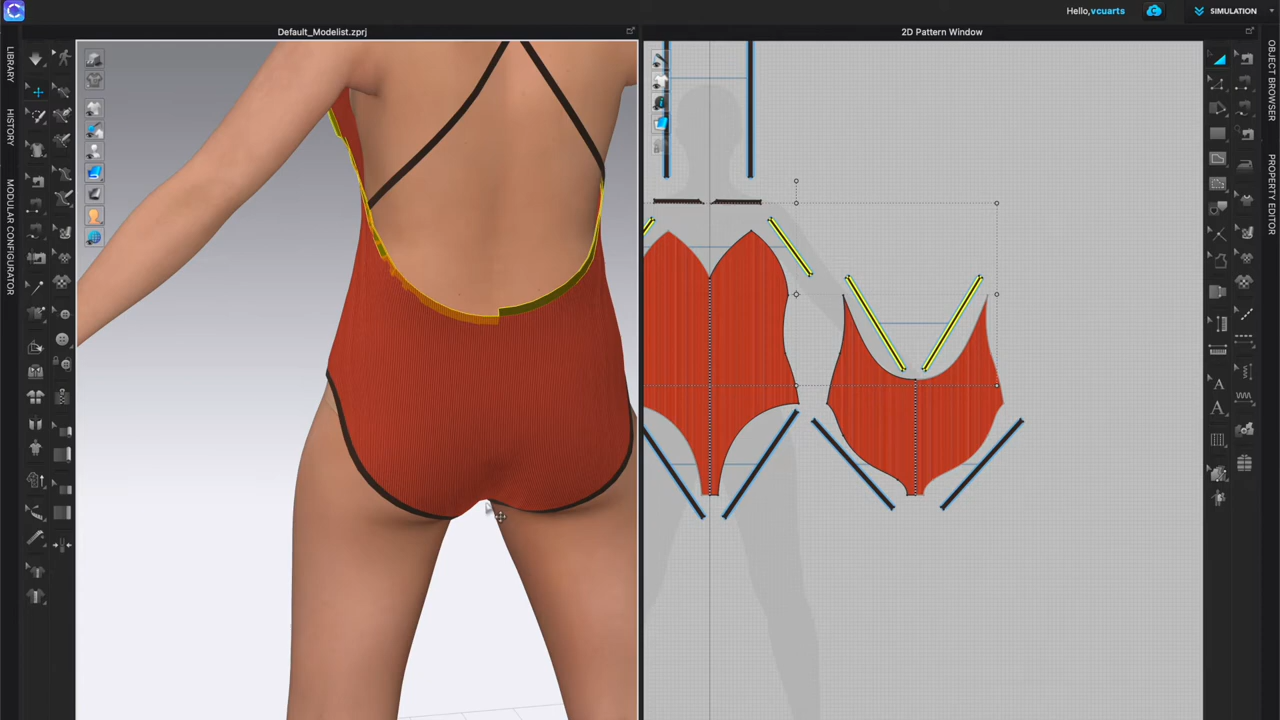 Hello, vcuarts
SIMULATION
Default_Modelist.zprj
2D Pattern Window
LIBRARY
HISTORY
MODULAR CONFIGURATOR
OBJECT BROWSER
PROPERTY EDITOR